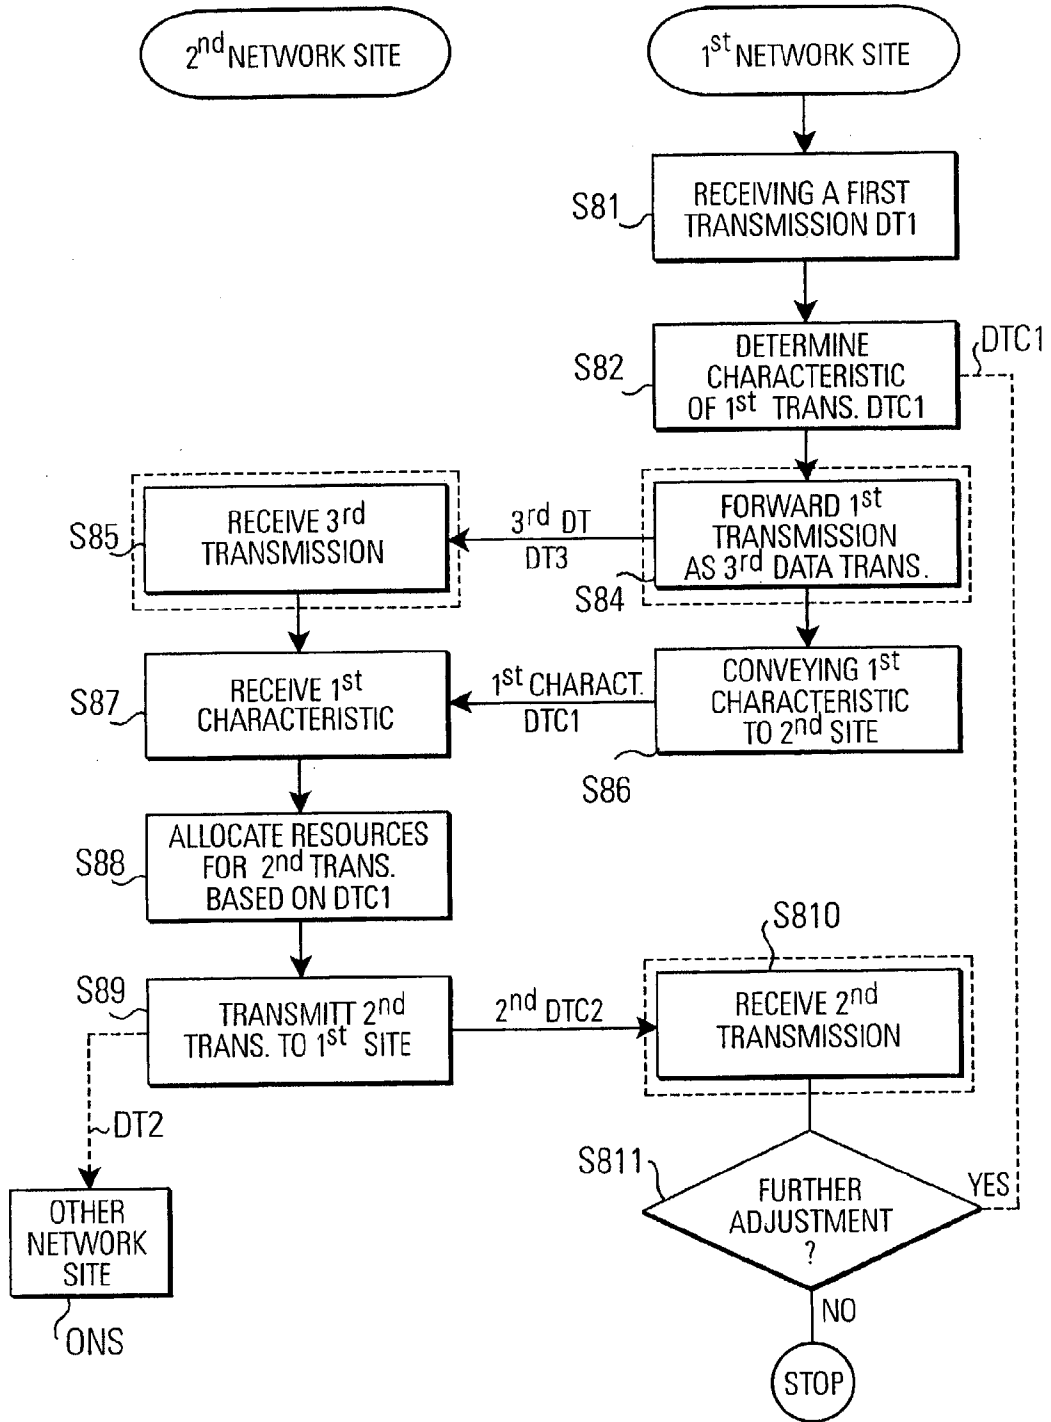 2nd NETWORK SITE
1st NETWORK SITE
S81
RECEIVING A FIRST
TRANSMISSION DT1
S82
DETERMINE
CHARACTERISTIC
OF 1st TRANS. DTC1
DTC1
S85
RECEIVE 3rd
TRANSMISSION
3rd DT
DT3
FORWARD 1st
TRANSMISSION
AS 3rd DATA TRANS.
S84
S87
RECEIVE 1st
CHARACTERISTIC
1st CHARACT.
DTC1
CONVEYING 1st
CHARACTERISTIC
TO 2nd SITE
S86
S88
ALLOCATE RESOURCES
FOR 2nd TRANS.
BASED ON DTC1
S89
TRANSMITT 2nd
TRANS. TO 1st SITE
2nd DTC2
S810
RECEIVE 2nd
TRANSMISSION
DT2
OTHER
NETWORK
SITE
ONS
S811
FURTHER
ADJUSTMENT
?
YES
NO
STOP